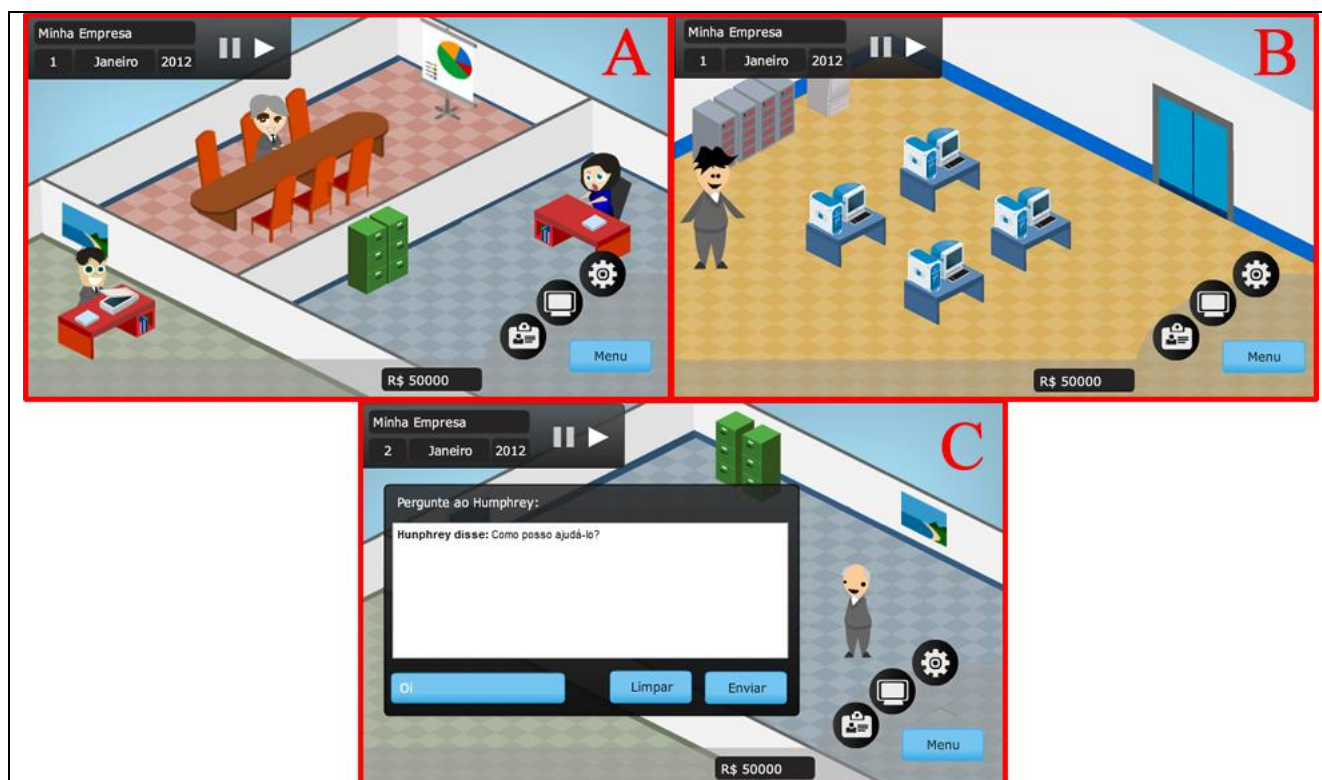 Minha Empresa
1 Janeiro 2012
A
Menu
R$ 50000
Minha Empresa
1 Janeiro 2012
B
Menu
R$ 50000
Minha Empresa
2 Janeiro 2012
C
Pergunte ao Humphrey:
Hunphrey disse: Como posso ajudá-lo?
Oi
Limpar
Enviar
Menu
R$ 50000